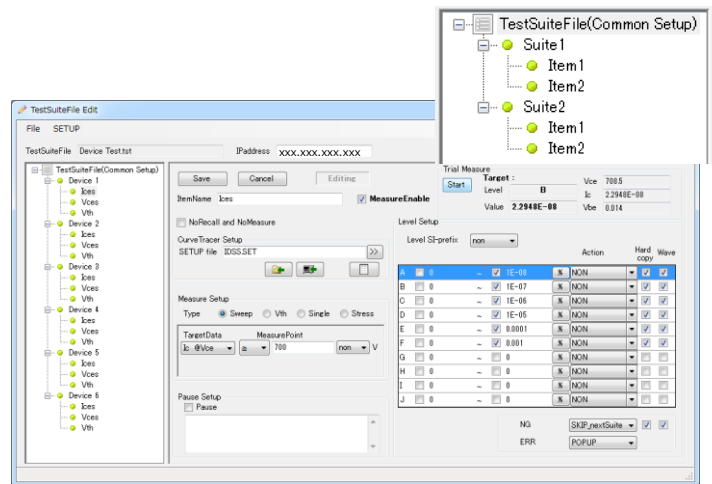 TestSuiteFile(Common Setup)
Suite1
Item1
Item2
Suite2
Item1
Item2
TestSuiteFile Edit
File SETUP
TestSuiteFile Device Test.tst IPaddress xxx.xxx.xxx.xxx
TestSuiteFile(Common Setup)
Device 1
Ices
Vces
Vth
Device 2
Ices
Vces
Vth
Device 3
Ices
Vces
Vth
Device 4
Ices
Vces
Vth
Device 5
Ices
Vces
Vth
Device 6
Ices
Vces
Vth
Save Cancel Editing
ItemName Ices MeasureEnable
NoRecall and NoMeasure
CurveTracer Setup
SETUP file IDSS.SET >>
Measure Setup
Type Sweep Vth Single Stress
TargetData MeasurePoint
Ic @Vce ≥ 700 non V
Pause Setup
Pause
Trial Measure
Start
Target :
Level B
Value 2.2948E-08
Vce 708.5
Ic 2.2948E-08
Vbe 0.014
Level Setup
Level SI-prefix non
Action Hard copy Wave
A 0 ~ 1E-08 % NON
B 0 ~ 1E-07 % NON
C 0 ~ 1E-06 % NON
D 0 ~ 1E-05 % NON
E 0 ~ 0.0001 % NON
F 0 ~ 0.001 % NON
G 0 ~ 0 % NON
H 0 ~ 0 % NON
I 0 ~ 0 % NON
J 0 ~ 0 % NON
NG SKIP_nextSuite
ERR POPUP